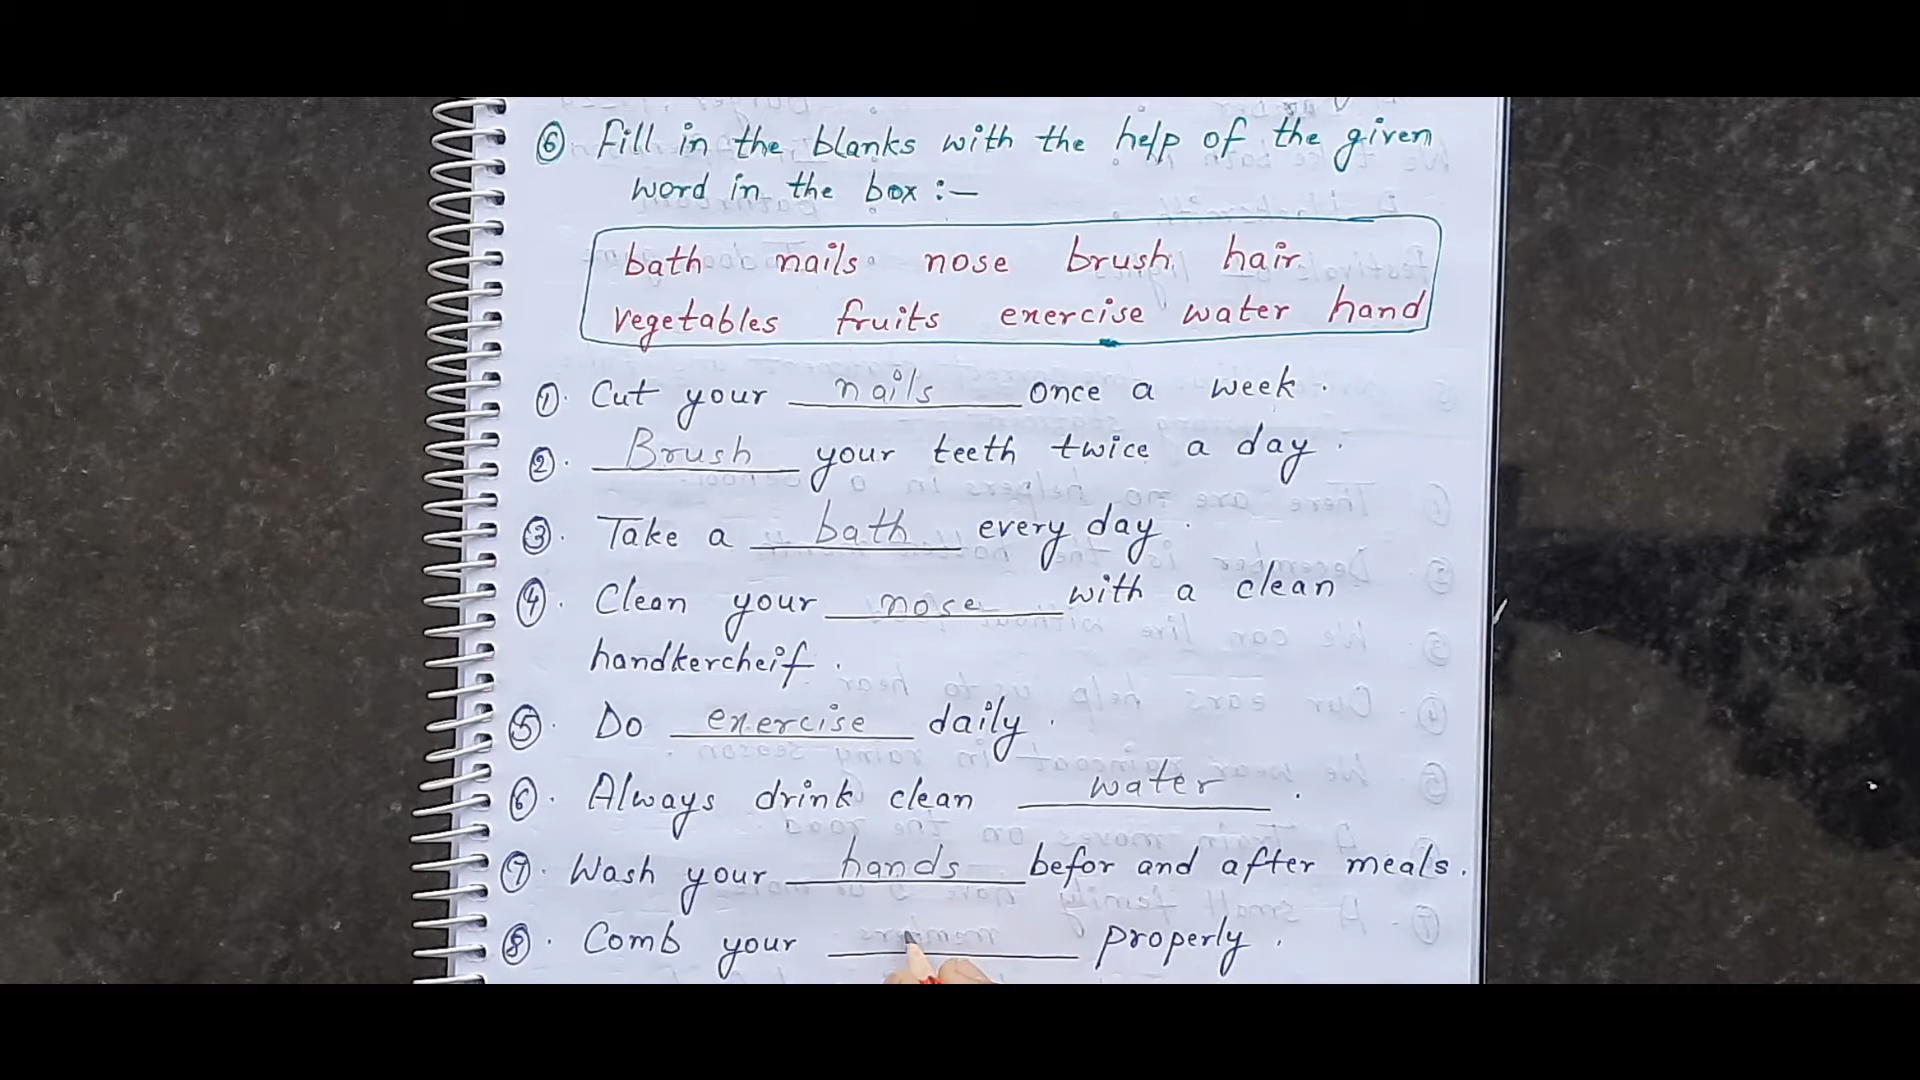 ⑥. Fill in the blanks with the help of the given
word in the box :-
bath nails nose brush hair
vegetables fruits exercise water hand
①. Cut your nails once a week.
②. Brush your teeth twice a day.
③. Take a bath every day.
④. Clean your nose with a clean
handkercheif.
⑤. Do exercise daily.
⑥. Always drink clean water.
⑦. Wash your hands befor and after meals.
⑧. Comb your ________ properly.